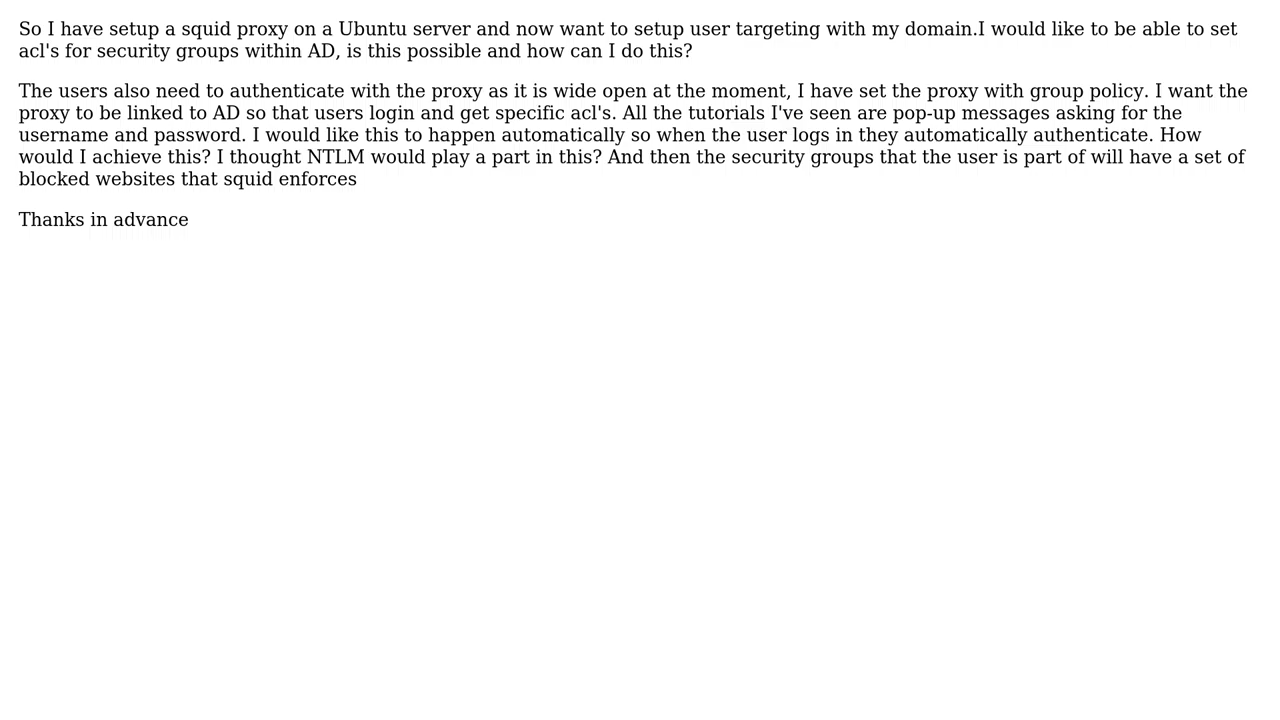 So I have setup a squid proxy on a Ubuntu server and now want to setup user targeting with my domain.I would like to be able to set
acl's for security groups within AD, is this possible and how can I do this?
The users also need to authenticate with the proxy as it is wide open at the moment, I have set the proxy with group policy. I want the
proxy to be linked to AD so that users login and get specific acl's. All the tutorials I've seen are pop-up messages asking for the
username and password. I would like this to happen automatically so when the user logs in they automatically authenticate. How
would I achieve this? I thought NTLM would play a part in this? And then the security groups that the user is part of will have a set of
blocked websites that squid enforces
Thanks in advance